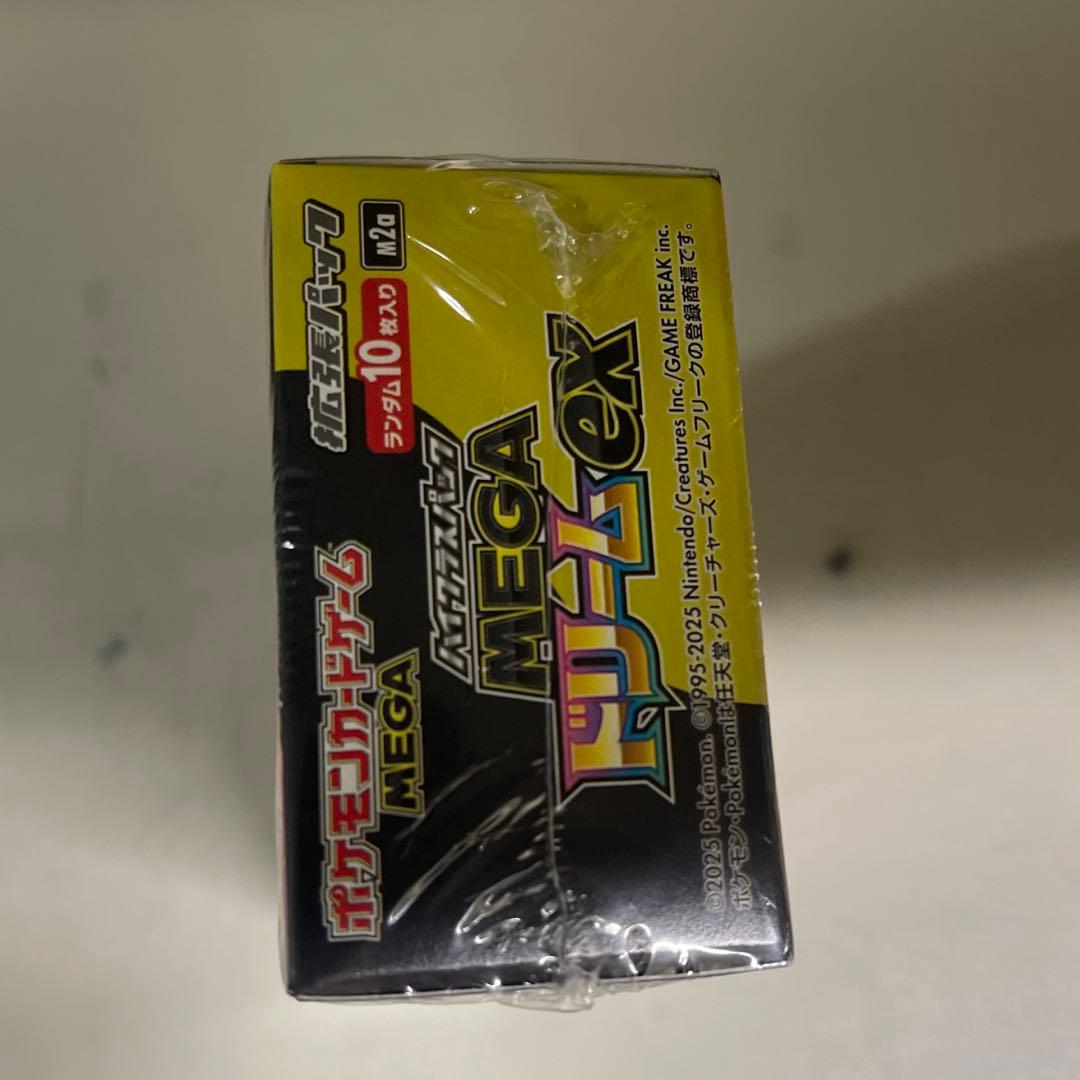 ポケモンカードゲーム™
MEGA
拡張パック
ランダム10枚入り
M2a
ハイクラスパック
MEGA
ドリームex
©2025 Pokémon. ©1995-2025 Nintendo/Creatures Inc./GAME FREAK inc.
ポケモン・Pokémonは任天堂・クリーチャーズ・ゲームフリークの登録商標です。